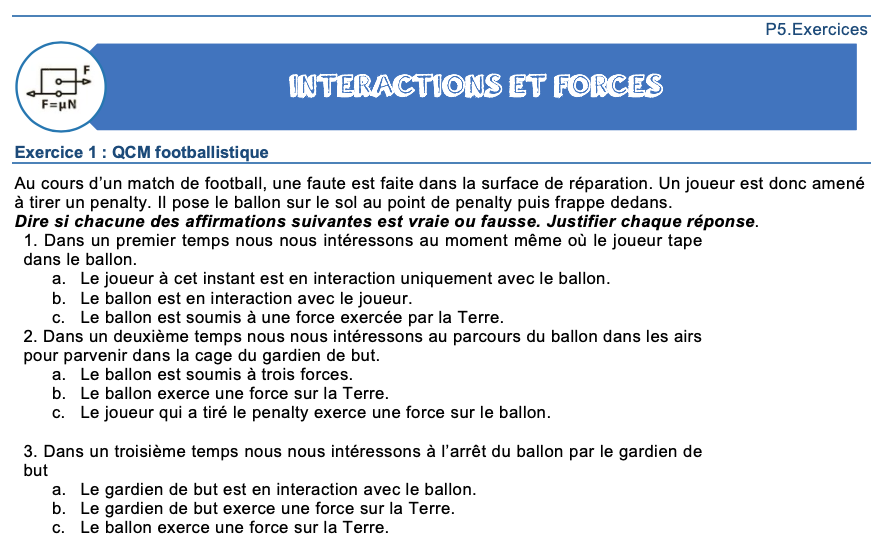 P5.Exercices
F
F=µN
INTERACTIONS ET FORCES
Exercice 1 : QCM footballistique
Au cours d’un match de football, une faute est faite dans la surface de réparation. Un joueur est donc amené
à tirer un penalty. Il pose le ballon sur le sol au point de penalty puis frappe dedans.
Dire si chacune des affirmations suivantes est vraie ou fausse. Justifier chaque réponse.
1. Dans un premier temps nous nous intéressons au moment même où le joueur tape
dans le ballon.
a. Le joueur à cet instant est en interaction uniquement avec le ballon.
b. Le ballon est en interaction avec le joueur.
c. Le ballon est soumis à une force exercée par la Terre.
2. Dans un deuxième temps nous nous intéressons au parcours du ballon dans les airs
pour parvenir dans la cage du gardien de but.
a. Le ballon est soumis à trois forces.
b. Le ballon exerce une force sur la Terre.
c. Le joueur qui a tiré le penalty exerce une force sur le ballon.
3. Dans un troisième temps nous nous intéressons à l’arrêt du ballon par le gardien de
but
a. Le gardien de but est en interaction avec le ballon.
b. Le gardien de but exerce une force sur la Terre.
c. Le ballon exerce une force sur la Terre.